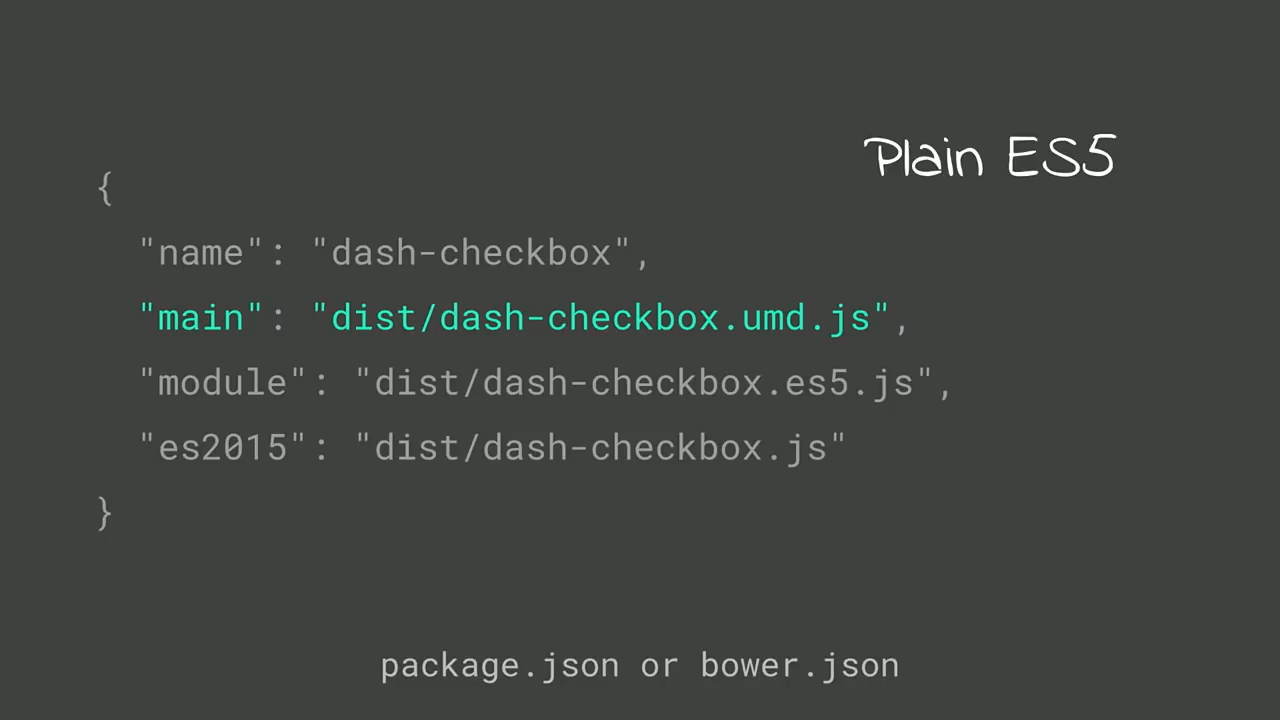 Plain ES5
{
"name": "dash-checkbox",
"main": "dist/dash-checkbox.umd.js",
"module": "dist/dash-checkbox.es5.js",
"es2015": "dist/dash-checkbox.js"
}
package.json or bower.json